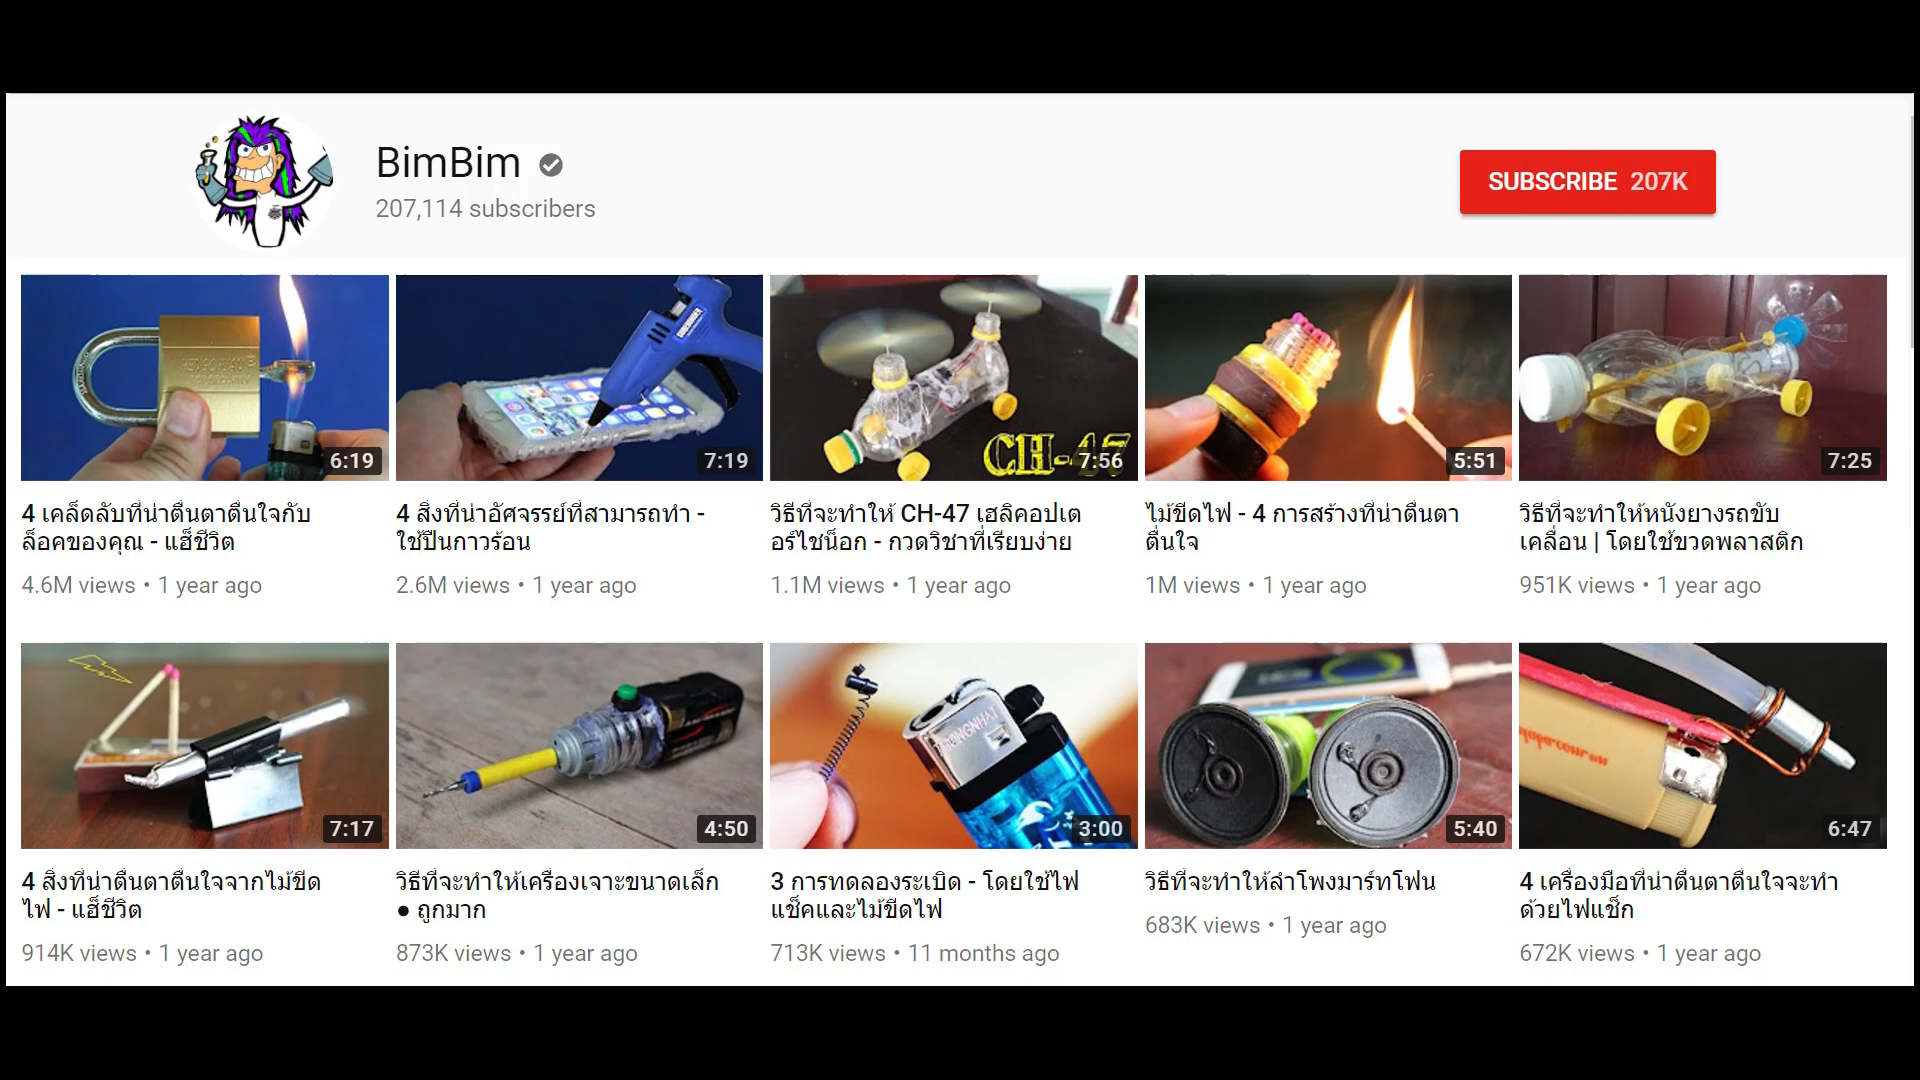 BimBim
207,114 subscribers
SUBSCRIBE 207K
6:19
7:19
CH-47
7:56
5:51
7:25
4 เคล็ดลับที่น่าตื่นตาตื่นใจกับ
ล็อคของคุณ - แฮ็ชีวิต
4.6M views • 1 year ago
4 สิ่งที่น่าอัศจรรย์ที่สามารถทำ -
ใช้ปืนกาวร้อน
2.6M views • 1 year ago
วิธีที่จะทำให้ CH-47 เฮลิคอปเต
อร์ไชน็อก - กวดวิชาที่เรียบง่าย
1.1M views • 1 year ago
ไม้ขีดไฟ - 4 การสร้างที่น่าตื่นตา
ตื่นใจ
1M views • 1 year ago
วิธีที่จะทำให้หนังยางรถขับ
เคลื่อน | โดยใช้ขวดพลาสติก
951K views • 1 year ago
7:17
4:50
3:00
5:40
6:47
4 สิ่งที่น่าตื่นตาตื่นใจจากไม้ขีด
ไฟ - แฮ็ชีวิต
914K views • 1 year ago
วิธีที่จะทำให้เครื่องเจาะขนาดเล็ก
● ถูกมาก
873K views • 1 year ago
3 การทดลองระเบิด - โดยใช้ไฟ
แช็คและไม้ขีดไฟ
713K views • 11 months ago
วิธีที่จะทำให้ลำโพงมาร์ทโฟน
683K views • 1 year ago
4 เครื่องมือที่น่าตื่นตาตื่นใจจะทำ
ด้วยไฟแช็ก
672K views • 1 year ago